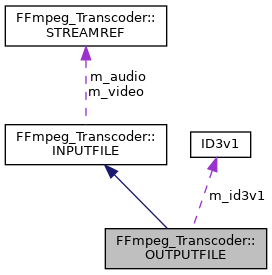 FFmpeg_Transcoder::
STREAMREF
m_audio
m_video
FFmpeg_Transcoder::
INPUTFILE
ID3v1
m_id3v1
FFmpeg_Transcoder::
OUTPUTFILE